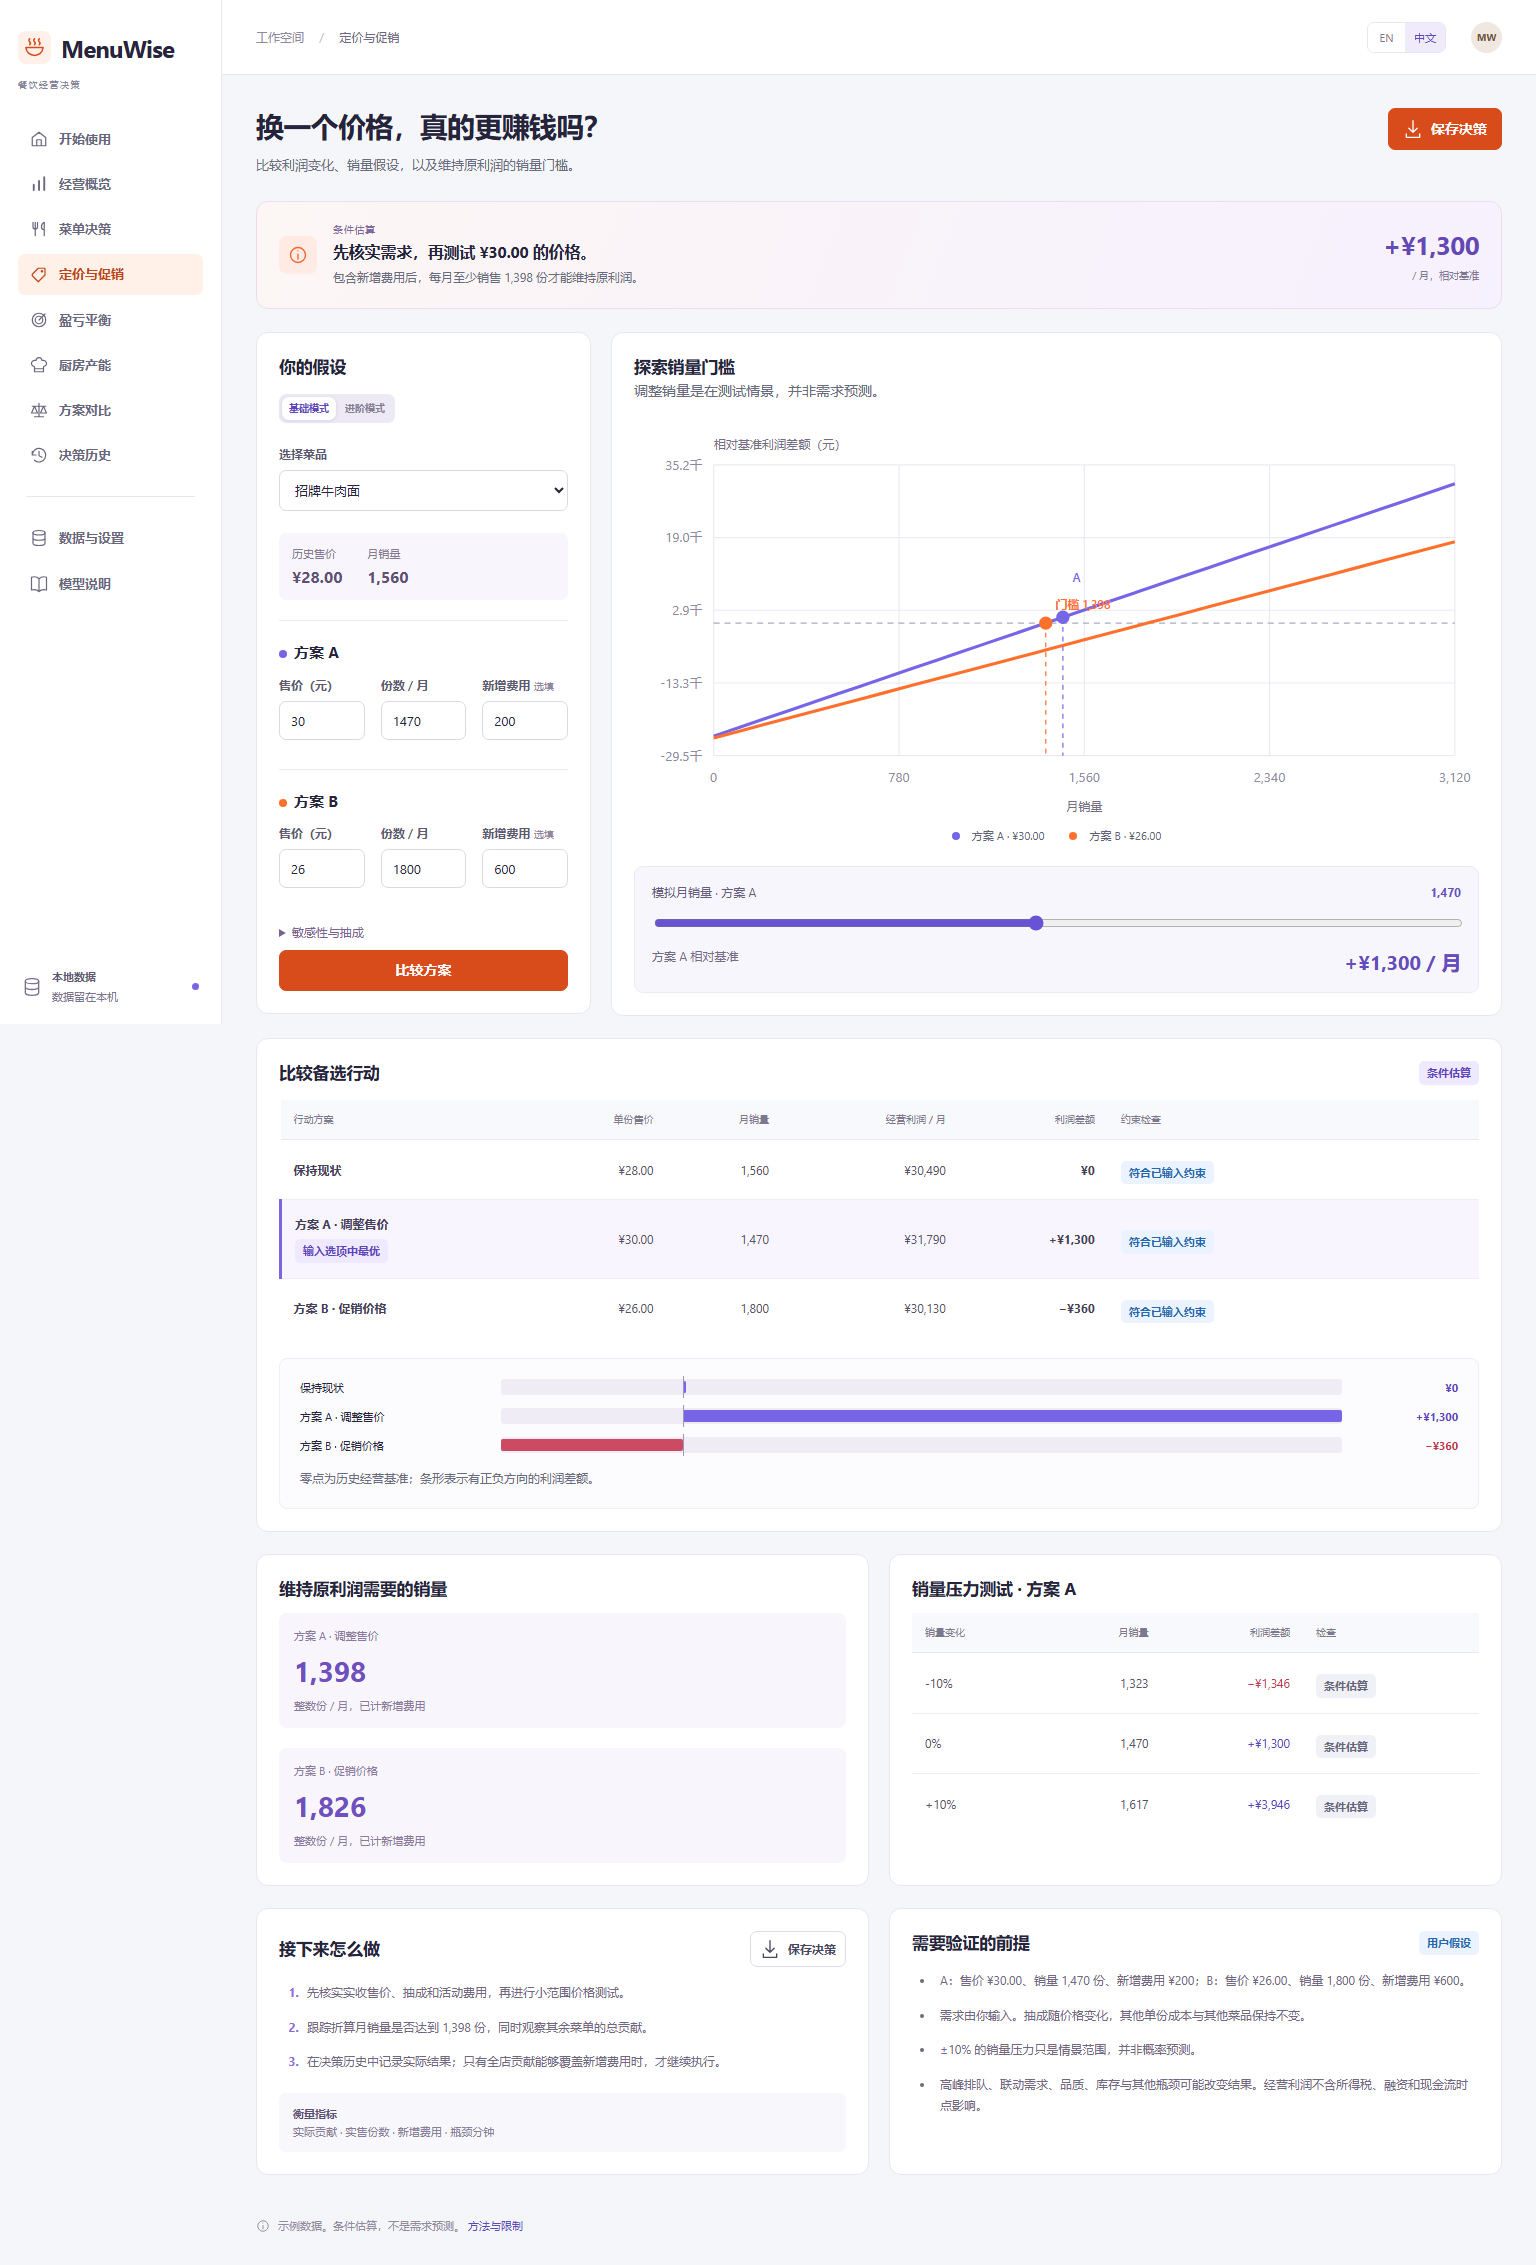 MenuWise
餐饮经营决策
开始使用
经营概览
菜单决策
定价与促销
盈亏平衡
厨房产能
方案对比
决策历史
数据与设置
模型说明
本地数据
数据留在本机
工作空间 / 定价与促销
EN 中文 MW
换一个价格，真的更赚钱吗？
比较利润变化、销量假设，以及维持原利润的销量门槛。
保存决策
条件估算
先核实需求，再测试 ¥30.00 的价格。
包含新增费用后，每月至少销售 1,398 份才能维持原利润。
+¥1,300
/ 月，相对基准
你的假设
基础模式 进阶模式
选择菜品
招牌牛肉面
历史售价 月销量
¥28.00 1,560
方案 A
售价（元） 份数 / 月 新增费用 选填
30 1470 200
方案 B
售价（元） 份数 / 月 新增费用 选填
26 1800 600
敏感性与抽成
比较方案
探索销量门槛
调整销量是在测试情景，并非需求预测。
相对基准利润差额（元）
35.2千
19.0千
2.9千
-13.3千
-29.5千
A
门槛 1,398
0 780 1,560 2,340 3,120
月销量
方案 A · ¥30.00 方案 B · ¥26.00
模拟月销量 · 方案 A 1,470
方案 A 相对基准 +¥1,300 / 月
比较备选行动 条件估算
行动方案 单份售价 月销量 经营利润 / 月 利润差额 约束检查
保持现状 ¥28.00 1,560 ¥30,490 ¥0 符合已输入约束
方案 A · 调整售价
输入选项中最优
¥30.00 1,470 ¥31,790 +¥1,300 符合已输入约束
方案 B · 促销价格 ¥26.00 1,800 ¥30,130 −¥360 符合已输入约束
保持现状 ¥0
方案 A · 调整售价 +¥1,300
方案 B · 促销价格 −¥360
零点为历史经营基准；条形表示有正负方向的利润差额。
维持原利润需要的销量
方案 A · 调整售价
1,398
整数份 / 月，已计新增费用
方案 B · 促销价格
1,826
整数份 / 月，已计新增费用
销量压力测试 · 方案 A
销量变化 月销量 利润差额 检查
-10% 1,323 −¥1,346 条件估算
0% 1,470 +¥1,300 条件估算
+10% 1,617 +¥3,946 条件估算
接下来怎么做 保存决策
1. 先核实实收售价、抽成和活动费用，再进行小范围价格测试。
2. 跟踪折算月销量是否达到 1,398 份，同时观察其余菜单的总贡献。
3. 在决策历史中记录实际结果；只有全店贡献能够覆盖新增费用时，才继续执行。
衡量指标
实际贡献 · 实售份数 · 新增费用 · 瓶颈分钟
需要验证的前提 用户假设
• A：售价 ¥30.00、销量 1,470 份、新增费用 ¥200；B：售价 ¥26.00、销量 1,800 份、新增费用 ¥600。
• 需求由你输入。抽成随价格变化，其他单份成本与其他菜品保持不变。
• ±10% 的销量压力只是情景范围，并非概率预测。
• 高峰排队、联动需求、品质、库存与其他瓶颈可能改变结果。经营利润不含所得税、融资和现金流时
点影响。
示例数据。条件估算，不是需求预测。 方法与限制